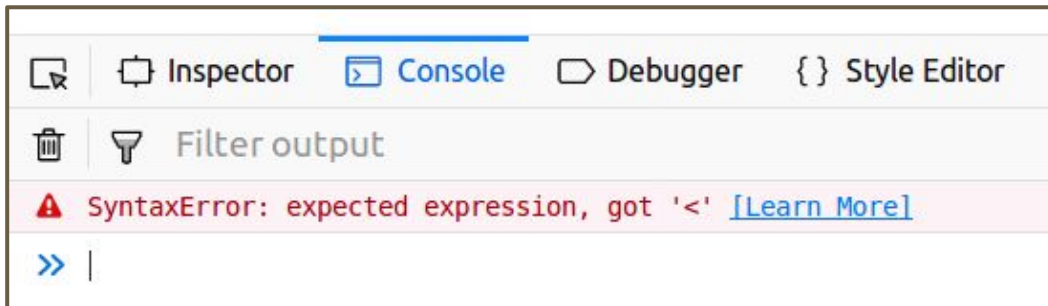 Inspector Console Debugger { } Style Editor
Filter output
SyntaxError: expected expression, got '<' [Learn More]
»